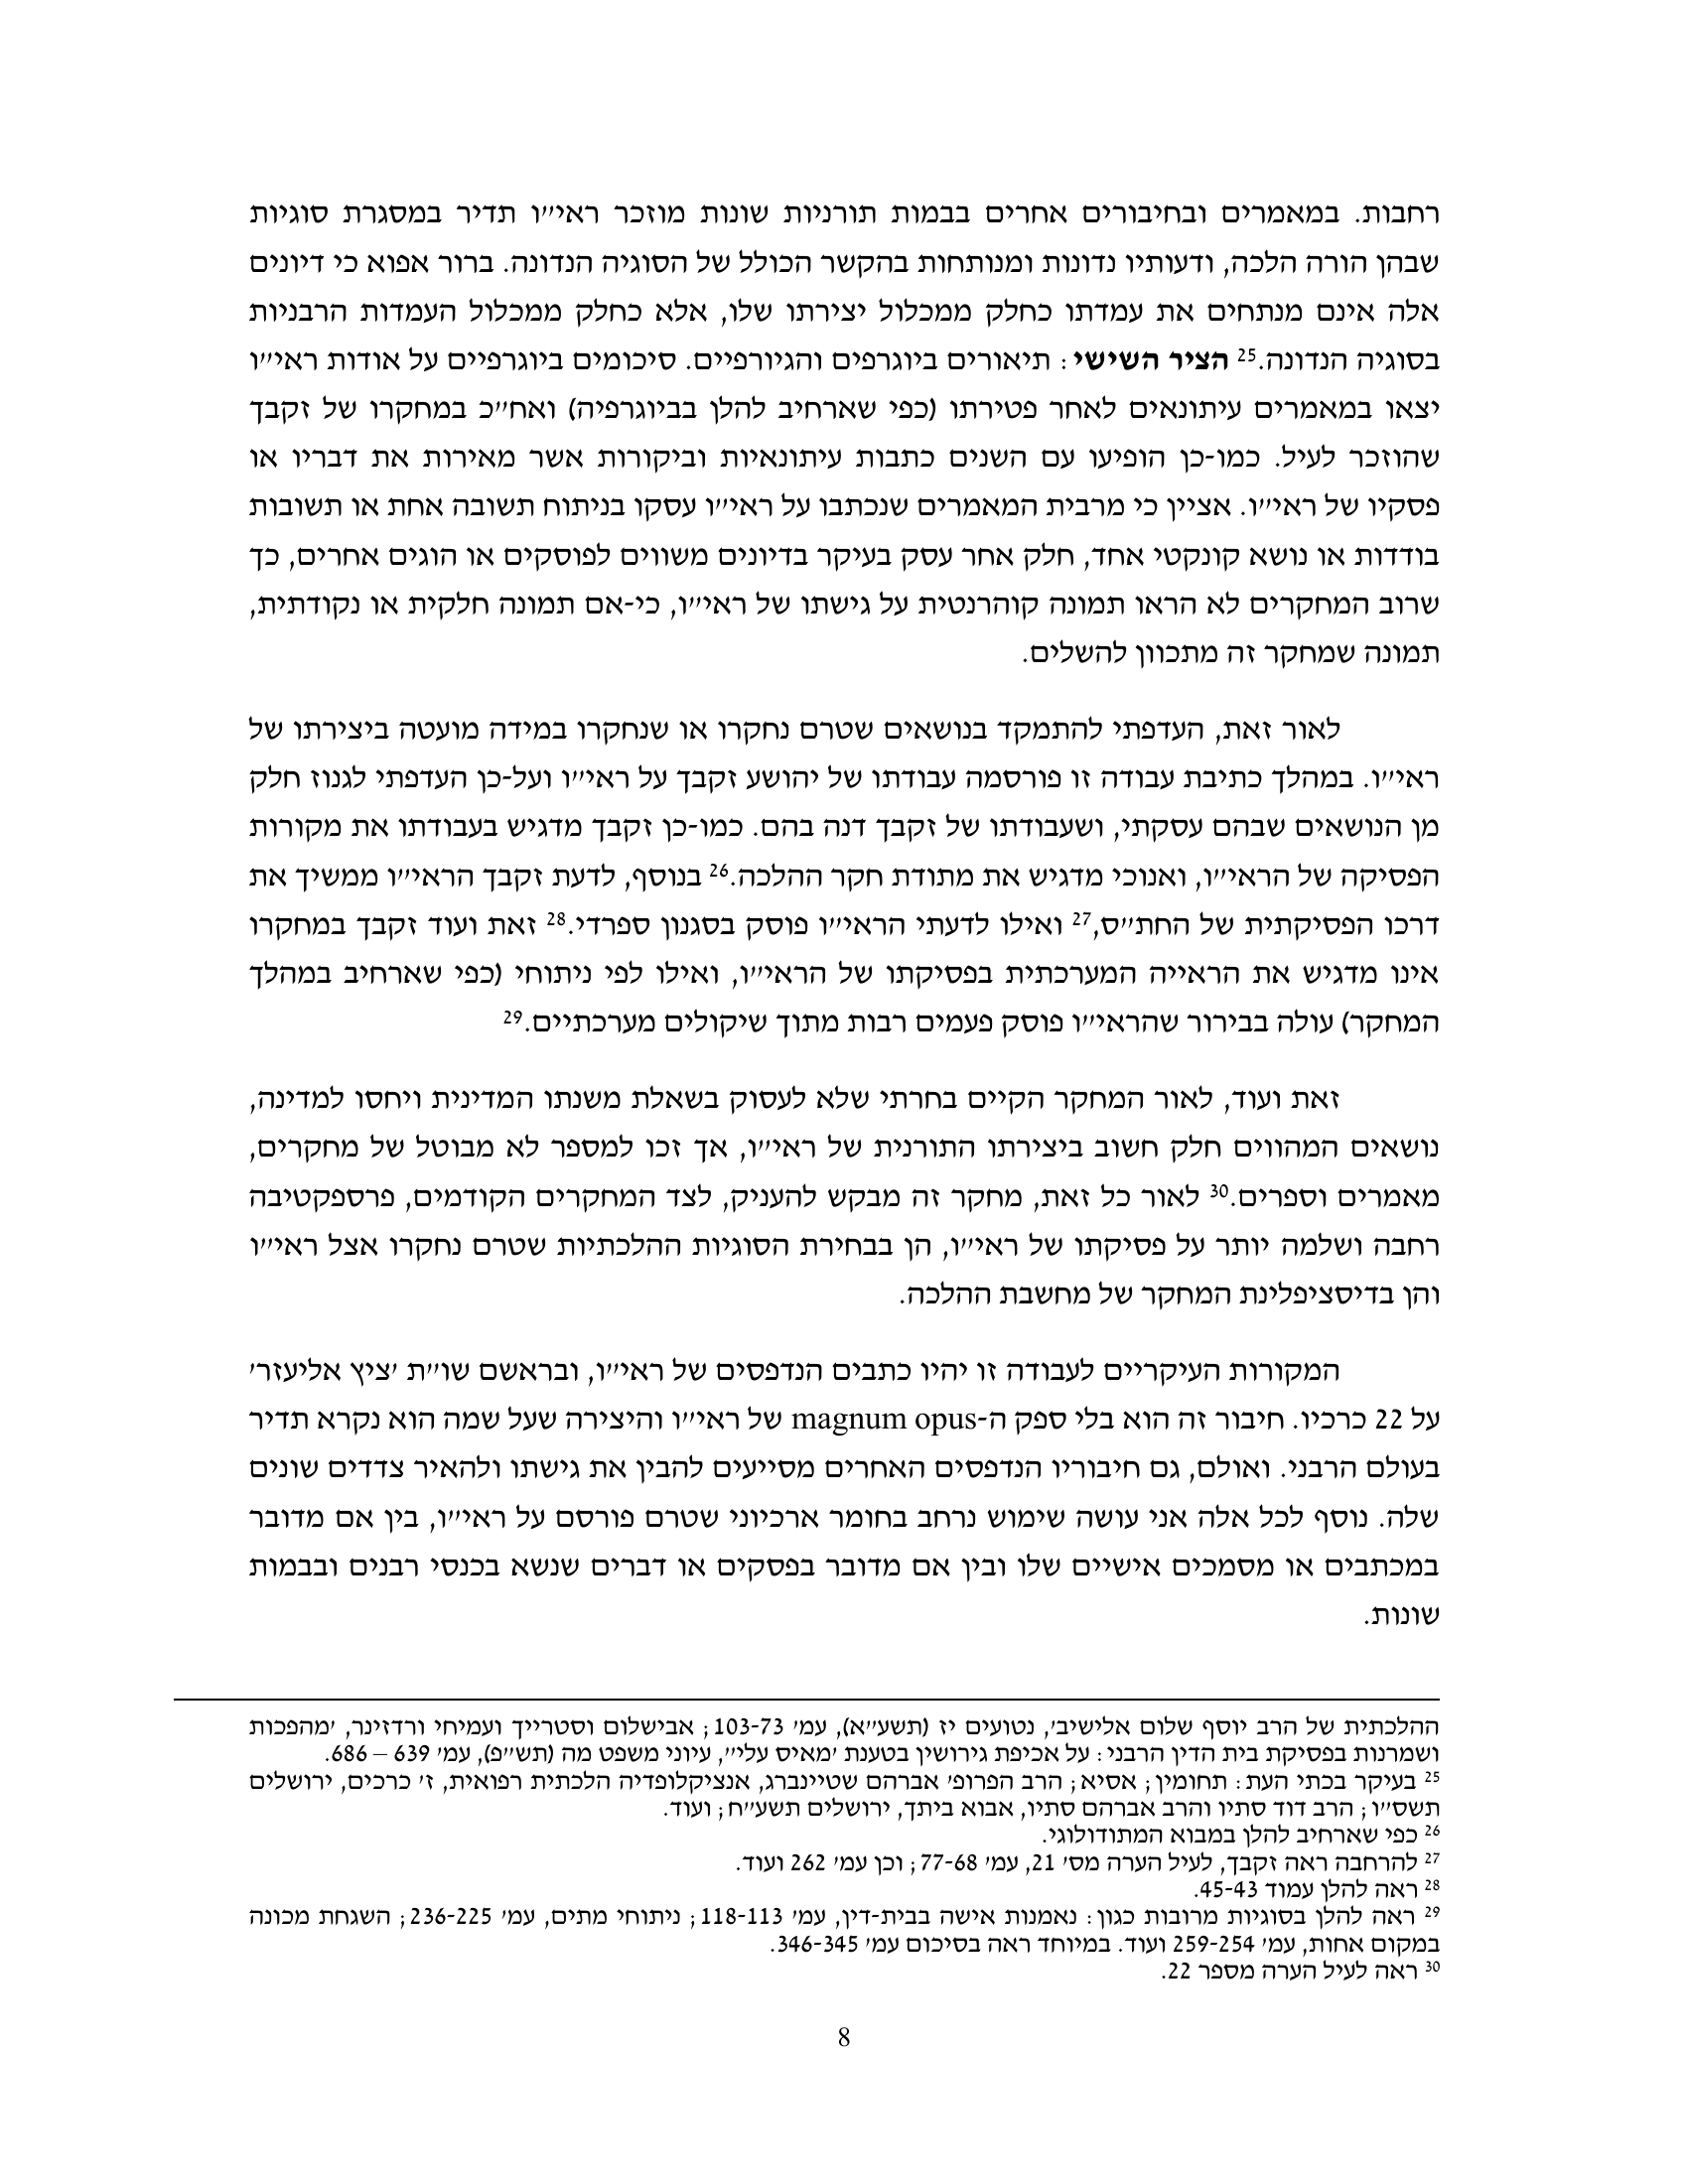 רחבות. במאמרים ובחיבורים אחרים בבמות תורניות שונות מוזכר ראי״ו תדיר במסגרת סוגיות
שבהן הורה הלכה, ודעותיו נדונות ומנותחות בהקשר הכולל של הסוגיה הנדונה. ברור אפוא כי דיונים
אלה אינם מנתחים את עמדתו כחלק ממכלול יצירתו שלו, אלא כחלק ממכלול העמדות הרבניות
בסוגיה הנדונה.25 הציר השישי: תיאורים ביוגרפים והגיורפיים. סיכומים ביוגרפיים על אודות ראי״ו
יצאו במאמרים עיתונאים לאחר פטירתו (כפי שארחיב להלן בביוגרפיה) ואח״כ במחקרו של זקבך
שהוזכר לעיל. כמו-כן הופיעו עם השנים כתבות עיתונאיות וביקורות אשר מאירות את דבריו או
פסקיו של ראי״ו. אציין כי מרבית המאמרים שנכתבו על ראי״ו עסקו בניתוח תשובה אחת או תשובות
בודדות או נושא קונקטי אחד, חלק אחר עסק בעיקר בדיונים משווים לפוסקים או הוגים אחרים, כך
שרוב המחקרים לא הראו תמונה קוהרנטית על גישתו של ראי״ו, כי-אם תמונה חלקית או נקודתית,
תמונה שמחקר זה מתכוון להשלים.
לאור זאת, העדפתי להתמקד בנושאים שטרם נחקרו או שנחקרו במידה מועטה ביצירתו של
ראי״ו. במהלך כתיבת עבודה זו פורסמה עבודתו של יהושע זקבך על ראי״ו ועל-כן העדפתי לגנוז חלק
מן הנושאים שבהם עסקתי, ושעבודתו של זקבך דנה בהם. כמו-כן זקבך מדגיש בעבודתו את מקורות
הפסיקה של הראי״ו, ואנוכי מדגיש את מתודת חקר ההלכה.26 בנוסף, לדעת זקבך הראי״ו ממשיך את
דרכו הפסיקתית של החת״ס,27 ואילו לדעתי הראי״ו פוסק בסגנון ספרדי.28 זאת ועוד זקבך במחקרו
אינו מדגיש את הראייה המערכתית בפסיקתו של הראי״ו, ואילו לפי ניתוחי (כפי שארחיב במהלך
המחקר) עולה בבירור שהראי״ו פוסק פעמים רבות מתוך שיקולים מערכתיים.29
זאת ועוד, לאור המחקר הקיים בחרתי שלא לעסוק בשאלת משנתו המדינית ויחסו למדינה,
נושאים המהווים חלק חשוב ביצירתו התורנית של ראי״ו, אך זכו למספר לא מבוטל של מחקרים,
מאמרים וספרים.30 לאור כל זאת, מחקר זה מבקש להעניק, לצד המחקרים הקודמים, פרספקטיבה
רחבה ושלמה יותר על פסיקתו של ראי״ו, הן בבחירת הסוגיות ההלכתיות שטרם נחקרו אצל ראי״ו
והן בדיסציפלינת המחקר של מחשבת ההלכה.
המקורות העיקריים לעבודה זו יהיו כתבים הנדפסים של ראי״ו, ובראשם שו״ת ׳ציץ אליעזר׳
על 22 כרכיו. חיבור זה הוא בלי ספק ה-magnum opus של ראי״ו והיצירה שעל שמה הוא נקרא תדיר
בעולם הרבני. ואולם, גם חיבוריו הנדפסים האחרים מסייעים להבין את גישתו ולהאיר צדדים שונים
שלה. נוסף לכל אלה אני עושה שימוש נרחב בחומר ארכיוני שטרם פורסם על ראי״ו, בין אם מדובר
במכתבים או מסמכים אישיים שלו ובין אם מדובר בפסקים או דברים שנשא בכנסי רבנים ובבמות
שונות.
ההלכתית של הרב יוסף שלום אלישיב׳, נטועים יז (תשע״א), עמ׳ 103-73; אבישלום וסטרייך ועמיחי ורדזינר, ׳מהפכות
ושמרנות בפסיקת בית הדין הרבני: על אכיפת גירושין בטענת ׳מאיס עלי״, עיוני משפט מה (תש״פ), עמ׳ 639 – 686.
25 בעיקר בכתי העת: תחומין; אסיא; הרב הפרופ׳ אברהם שטיינברג, אנציקלופדיה הלכתית רפואית, ז׳ כרכים, ירושלים
תשס״ו; הרב דוד סתיו והרב אברהם סתיו, אבוא ביתך, ירושלים תשע״ח; ועוד.
26 כפי שארחיב להלן במבוא המתודולוגי.
27 להרחבה ראה זקבך, לעיל הערה מס׳ 21, עמ׳ 77-68; וכן עמ׳ 262 ועוד.
28 ראה להלן עמוד 45-43.
29 ראה להלן בסוגיות מרובות כגון: נאמנות אישה בבית-דין, עמ׳ 118-113; ניתוחי מתים, עמ׳ 236-225; השגחת מכונה
במקום אחות, עמ׳ 259-254 ועוד. במיוחד ראה בסיכום עמ׳ 346-345.
30 ראה לעיל הערה מספר 22.
8